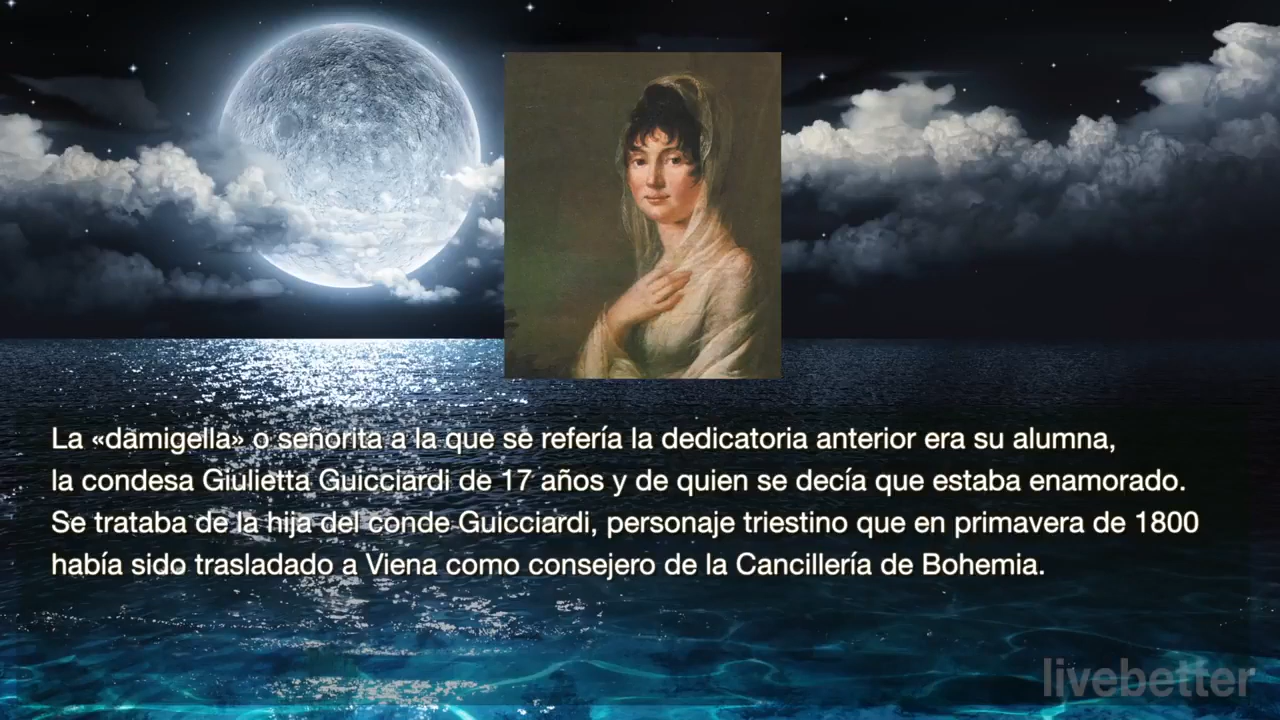 La «damigella» o señorita a la que se refería la dedicatoria anterior era su alumna,
la condesa Giulietta Guicciardi de 17 años y de quien se decía que estaba enamorado.
Se trataba de la hija del conde Guicciardi, personaje triestino que en primavera de 1800
había sido trasladado a Viena como consejero de la Cancillería de Bohemia.
livebetter